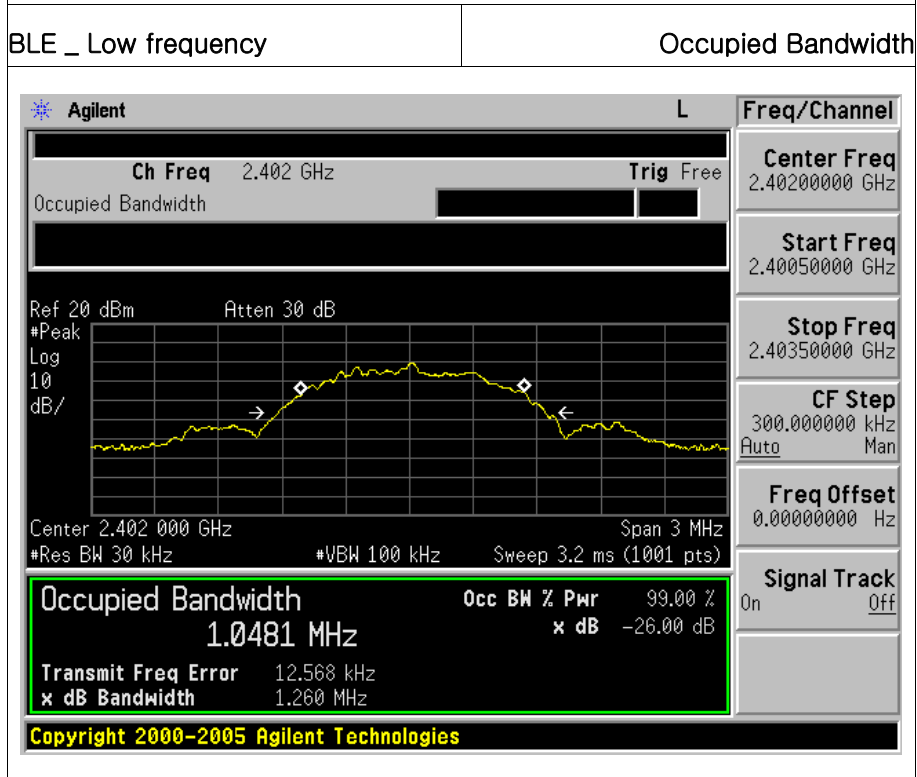 BLE _ Low frequency
Occupied Bandwidth
Agilent
L
Freq/Channel
Ch Freq 2.402 GHz
Trig Free
Occupied Bandwidth
Center Freq
2.40200000 GHz
Start Freq
2.40050000 GHz
Stop Freq
2.40350000 GHz
CF Step
300.000000 kHz
Auto Man
Freq Offset
0.00000000 Hz
Signal Track
On Off
Ref 20 dBm
Atten 30 dB
#Peak
Log
10
dB/
Center 2.402 000 GHz
Span 3 MHz
#Res BW 30 kHz
#VBW 100 kHz
Sweep 3.2 ms (1001 pts)
Occupied Bandwidth
1.0481 MHz
Occ BW % Pwr 99.00 %
x dB -26.00 dB
Transmit Freq Error 12.568 kHz
x dB Bandwidth 1.260 MHz
Copyright 2000-2005 Agilent Technologies